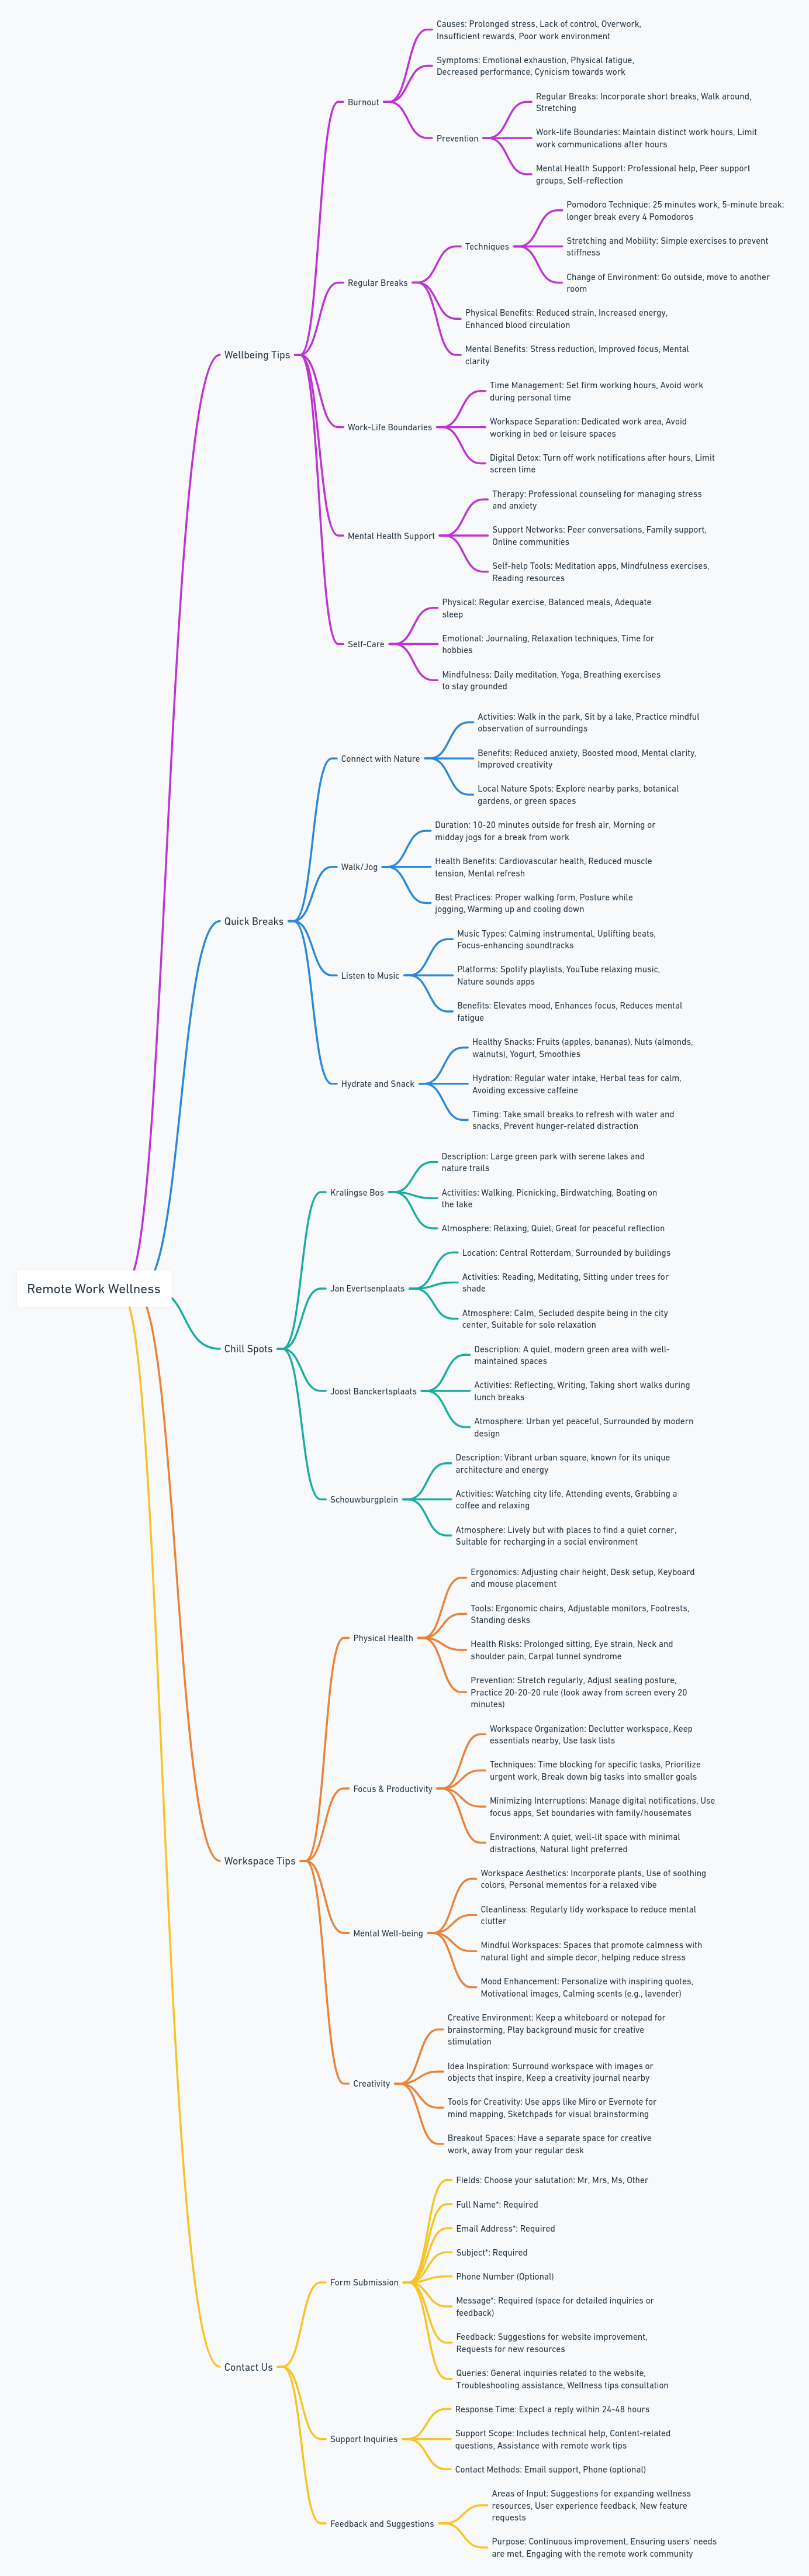 Causes: Prolonged stress, Lack of control, Overwork,
Insufficient rewards, Poor work environment
Symptoms: Emotional exhaustion, Physical fatigue,
Decreased performance, Cynicism towards work
Burnout
Regular Breaks: Incorporate short breaks, Walk around,
Stretching
Prevention
Work-life Boundaries: Maintain distinct work hours, Limit
work communications after hours
Mental Health Support: Professional help, Peer support
groups, Self-reflection
Pomodoro Technique: 25 minutes work, 5-minute break;
longer break every 4 Pomodoros
Techniques
Stretching and Mobility: Simple exercises to prevent
stiffness
Change of Environment: Go outside, move to another
room
Regular Breaks
Physical Benefits: Reduced strain, Increased energy,
Enhanced blood circulation
Mental Benefits: Stress reduction, Improved focus, Mental
clarity
Wellbeing Tips
Time Management: Set firm working hours, Avoid work
during personal time
Work-Life Boundaries
Workspace Separation: Dedicated work area, Avoid
working in bed or leisure spaces
Digital Detox: Turn off work notifications after hours, Limit
screen time
Therapy: Professional counseling for managing stress
and anxiety
Mental Health Support
Support Networks: Peer conversations, Family support,
Online communities
Self-help Tools: Meditation apps, Mindfulness exercises,
Reading resources
Physical: Regular exercise, Balanced meals, Adequate
sleep
Self-Care
Emotional: Journaling, Relaxation techniques, Time for
hobbies
Mindfulness: Daily meditation, Yoga, Breathing exercises
to stay grounded
Activities: Walk in the park, Sit by a lake, Practice mindful
observation of surroundings
Connect with Nature
Benefits: Reduced anxiety, Boosted mood, Mental clarity,
Improved creativity
Local Nature Spots: Explore nearby parks, botanical
gardens, or green spaces
Duration: 10-20 minutes outside for fresh air, Morning or
midday jogs for a break from work
Walk/Jog
Health Benefits: Cardiovascular health, Reduced muscle
tension, Mental refresh
Best Practices: Proper walking form, Posture while
jogging, Warming up and cooling down
Quick Breaks
Music Types: Calming instrumental, Uplifting beats,
Focus-enhancing soundtracks
Listen to Music
Platforms: Spotify playlists, YouTube relaxing music,
Nature sounds apps
Benefits: Elevates mood, Enhances focus, Reduces mental
fatigue
Healthy Snacks: Fruits (apples, bananas), Nuts (almonds,
walnuts), Yogurt, Smoothies
Hydrate and Snack
Hydration: Regular water intake, Herbal teas for calm,
Avoiding excessive caffeine
Timing: Take small breaks to refresh with water and
snacks, Prevent hunger-related distraction
Description: Large green park with serene lakes and
nature trails
Kralingse Bos
Activities: Walking, Picnicking, Birdwatching, Boating on
the lake
Atmosphere: Relaxing, Quiet, Great for peaceful reflection
Remote Work Wellness
Location: Central Rotterdam, Surrounded by buildings
Jan Evertsenplaats
Activities: Reading, Meditating, Sitting under trees for
shade
Atmosphere: Calm, Secluded despite being in the city
center, Suitable for solo relaxation
Chill Spots
Description: A quiet, modern green area with well-
maintained spaces
Joost Banckertsplaats
Activities: Reflecting, Writing, Taking short walks during
lunch breaks
Atmosphere: Urban yet peaceful, Surrounded by modern
design
Description: Vibrant urban square, known for its unique
architecture and energy
Schouwburgplein
Activities: Watching city life, Attending events, Grabbing a
coffee and relaxing
Atmosphere: Lively but with places to find a quiet corner,
Suitable for recharging in a social environment
Ergonomics: Adjusting chair height, Desk setup, Keyboard
and mouse placement
Tools: Ergonomic chairs, Adjustable monitors, Footrests,
Standing desks
Physical Health
Health Risks: Prolonged sitting, Eye strain, Neck and
shoulder pain, Carpal tunnel syndrome
Prevention: Stretch regularly, Adjust seating posture,
Practice 20-20-20 rule (look away from screen every 20
minutes)
Workspace Organization: Declutter workspace, Keep
essentials nearby, Use task lists
Techniques: Time blocking for specific tasks, Prioritize
urgent work, Break down big tasks into smaller goals
Focus & Productivity
Minimizing Interruptions: Manage digital notifications, Use
focus apps, Set boundaries with family/housemates
Environment: A quiet, well-lit space with minimal
distractions, Natural light preferred
Workspace Tips
Workspace Aesthetics: Incorporate plants, Use of soothing
colors, Personal mementos for a relaxed vibe
Cleanliness: Regularly tidy workspace to reduce mental
clutter
Mental Well-being
Mindful Workspaces: Spaces that promote calmness with
natural light and simple decor, helping reduce stress
Mood Enhancement: Personalize with inspiring quotes,
Motivational images, Calming scents (e.g., lavender)
Creative Environment: Keep a whiteboard or notepad for
brainstorming, Play background music for creative
stimulation
Idea Inspiration: Surround workspace with images or
objects that inspire, Keep a creativity journal nearby
Creativity
Tools for Creativity: Use apps like Miro or Evernote for
mind mapping, Sketchpads for visual brainstorming
Breakout Spaces: Have a separate space for creative
work, away from your regular desk
Fields: Choose your salutation: Mr, Mrs, Ms, Other
Full Name*: Required
Email Address*: Required
Subject*: Required
Form Submission
Phone Number (Optional)
Message*: Required (space for detailed inquiries or
feedback)
Feedback: Suggestions for website improvement,
Requests for new resources
Queries: General inquiries related to the website,
Troubleshooting assistance, Wellness tips consultation
Contact Us
Response Time: Expect a reply within 24-48 hours
Support Inquiries
Support Scope: Includes technical help, Content-related
questions, Assistance with remote work tips
Contact Methods: Email support, Phone (optional)
Areas of Input: Suggestions for expanding wellness
resources, User experience feedback, New feature
requests
Feedback and Suggestions
Purpose: Continuous improvement, Ensuring users' needs
are met, Engaging with the remote work community